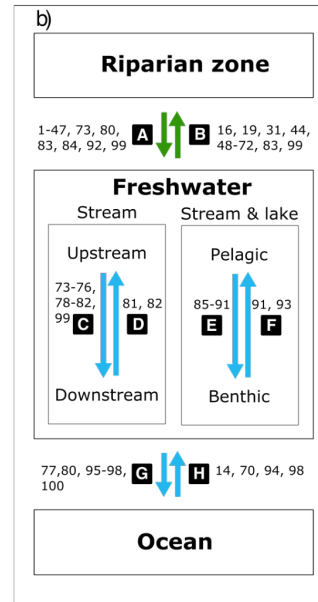 b)
Riparian zone
1-47, 73, 80,
83, 84, 92, 99
A
B
16, 19, 31, 44,
48-72, 83, 99
Freshwater
Stream
Upstream
73-76,
78-82,
99
C
D
81, 82
Downstream
Stream & lake
Pelagic
85-91
E
91, 93
F
Benthic
77,80, 95-98,
100
G
H
14, 70, 94, 98
Ocean